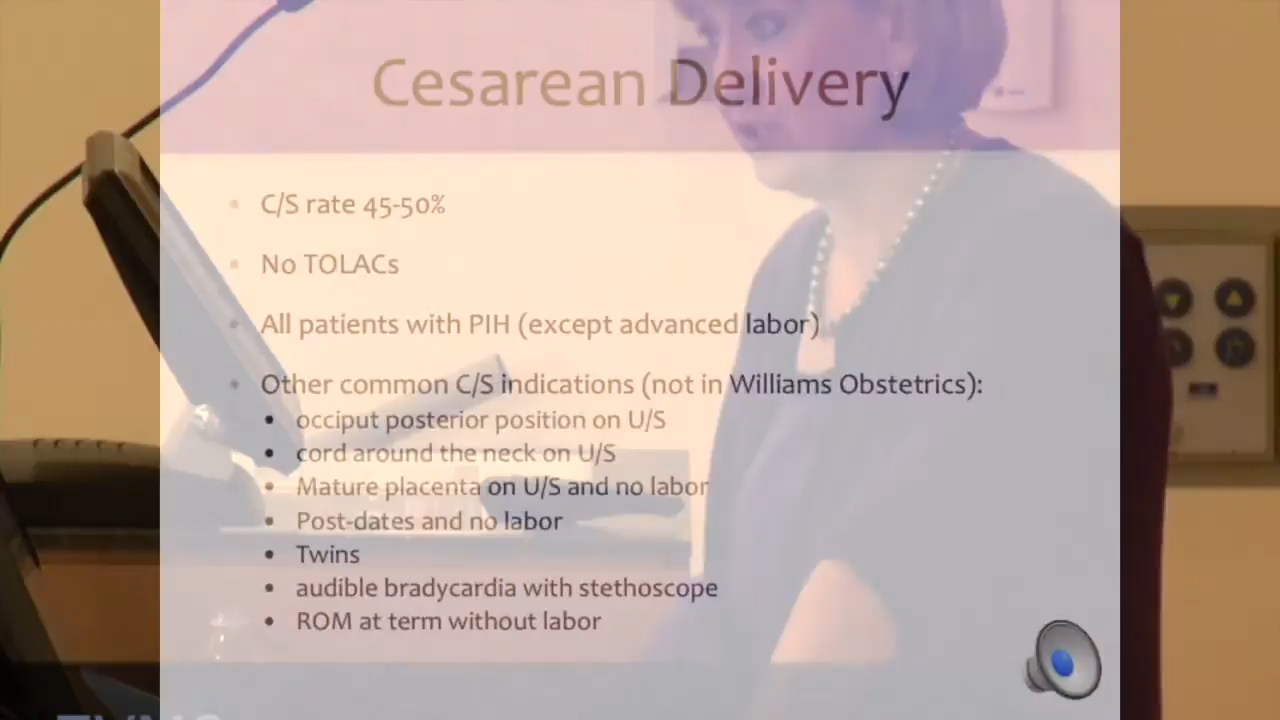 Cesarean Delivery
• C/S rate 45-50%
• No TOLACs
• All patients with PIH (except advanced labor)
• Other common C/S indications (not in Williams Obstetrics):
• occiput posterior position on U/S
• cord around the neck on U/S
• Mature placenta on U/S and no labor
• Post-dates and no labor
• Twins
• audible bradycardia with stethoscope
• ROM at term without labor